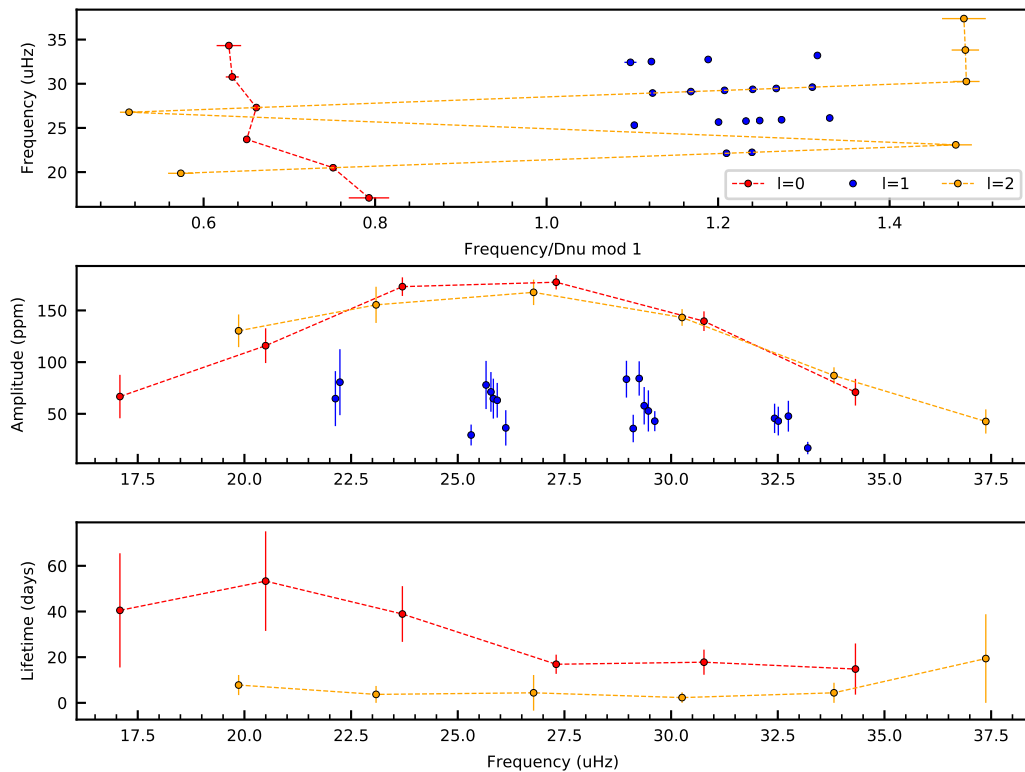 35
30
25
20
Frequency (uHz)
l=0 l=1 l=2
0.6 0.8 1.0 1.2 1.4
Frequency/Dnu mod 1
150
100
50
Amplitude (ppm)
17.5 20.0 22.5 25.0 27.5 30.0 32.5 35.0 37.5
60
40
20
0
Lifetime (days)
17.5 20.0 22.5 25.0 27.5 30.0 32.5 35.0 37.5
Frequency (uHz)